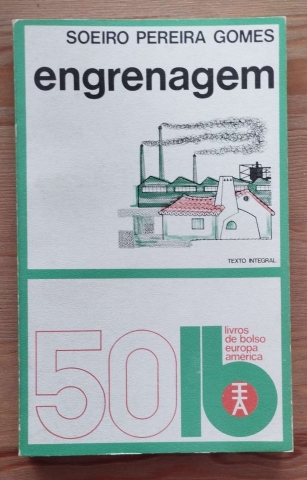 SOEIRO PEREIRA GOMES
engrenagem
TEXTO INTEGRAL
50
lb
livros
de bolso
europa
américa